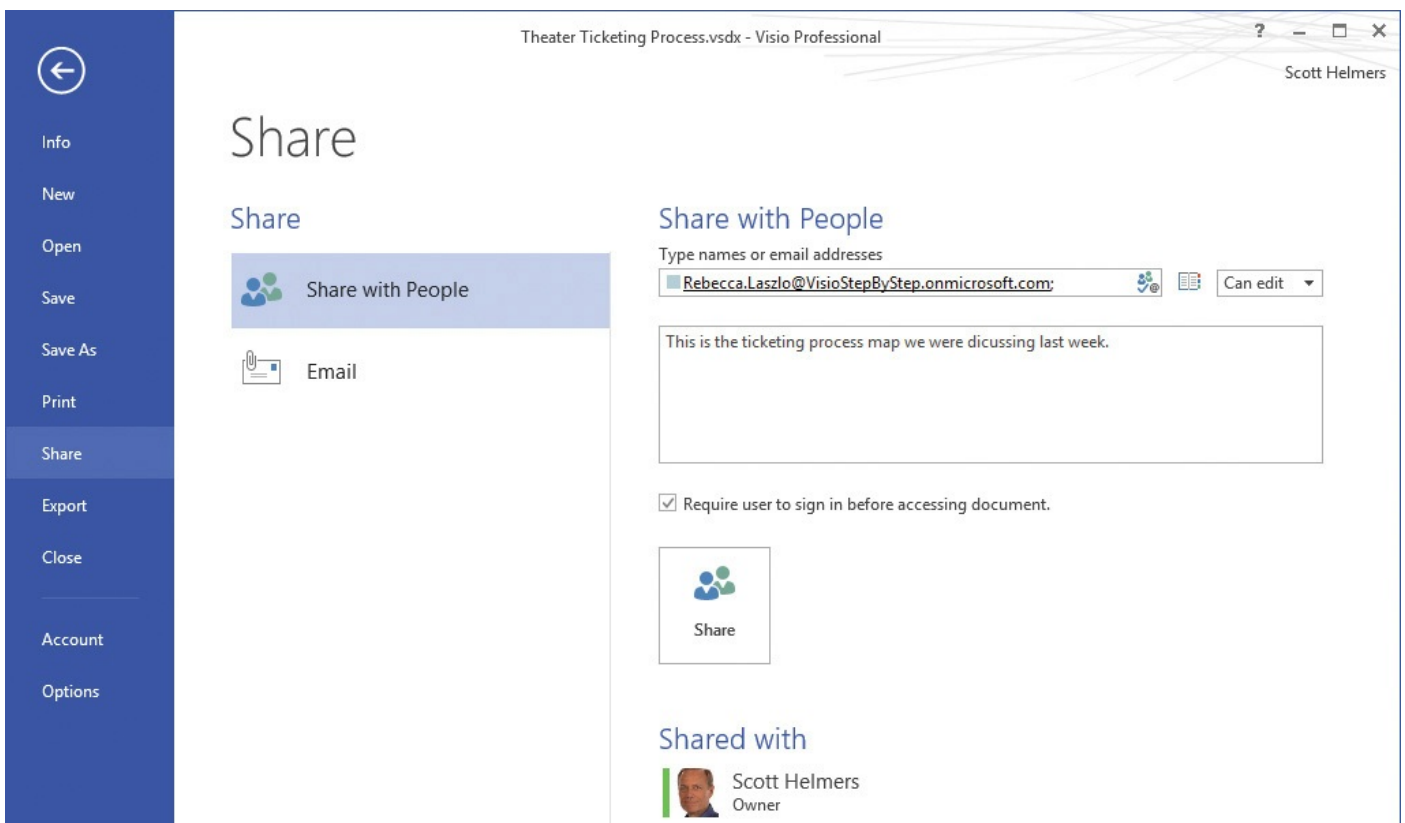 Theater Ticketing Process.vsdx - Visio Professional
?
Scott Helmers
Info
New
Open
Save
Save As
Print
Share
Export
Close
Account
Options
Share
Share
Share with People
Email
Share with People
Type names or email addresses
Rebecca.Laszlo@VisioStepByStep.onmicrosoft.com;
Can edit
This is the ticketing process map we were dicussing last week.
Require user to sign in before accessing document.
Share
Shared with
Scott Helmers
Owner